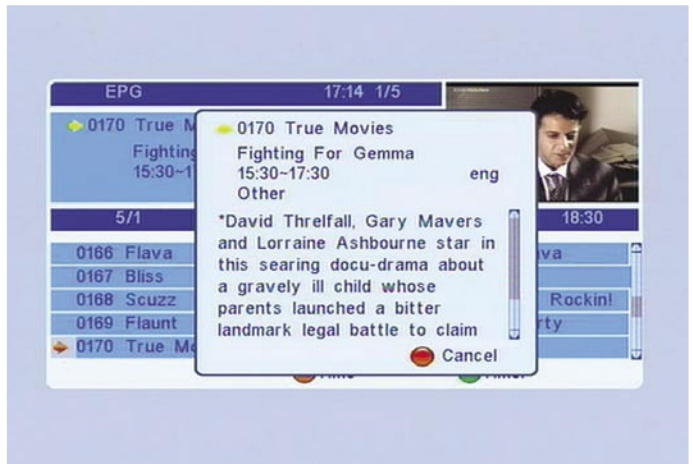 EPG 17:14 1/5
0170 True M
Fighting
15:30~1
0170 True Movies
Fighting For Gemma
15:30~17:30 eng
Other
*David Threlfall, Gary Mavers
and Lorraine Ashbourne star in
this searing docu-drama about
a gravely ill child whose
parents launched a bitter
landmark legal battle to claim
Cancel
5/1 18:30
0166 Flava va
0167 Bliss
0168 Scuzz Rockin!
0169 Flaunt rty
0170 True Mo